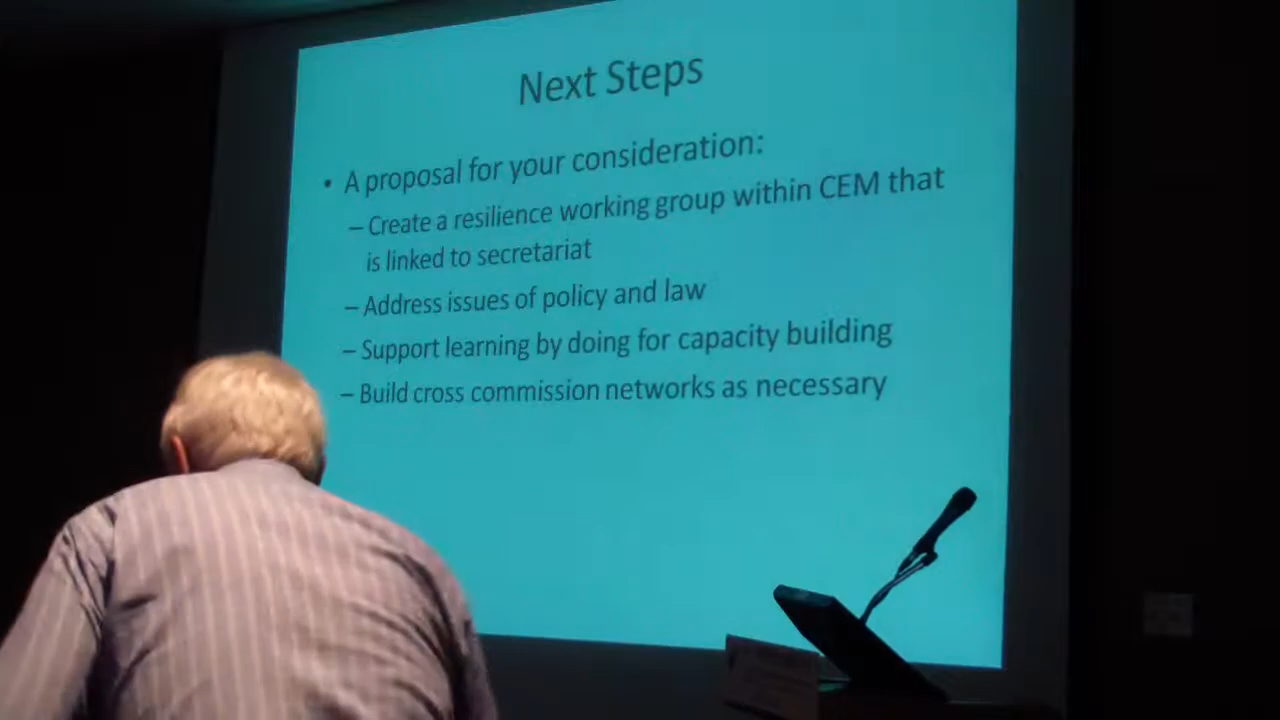 Next Steps
• A proposal for your consideration:
– Create a resilience working group within CEM that
is linked to secretariat
– Address issues of policy and law
– Support learning by doing for capacity building
– Build cross commission networks as necessary